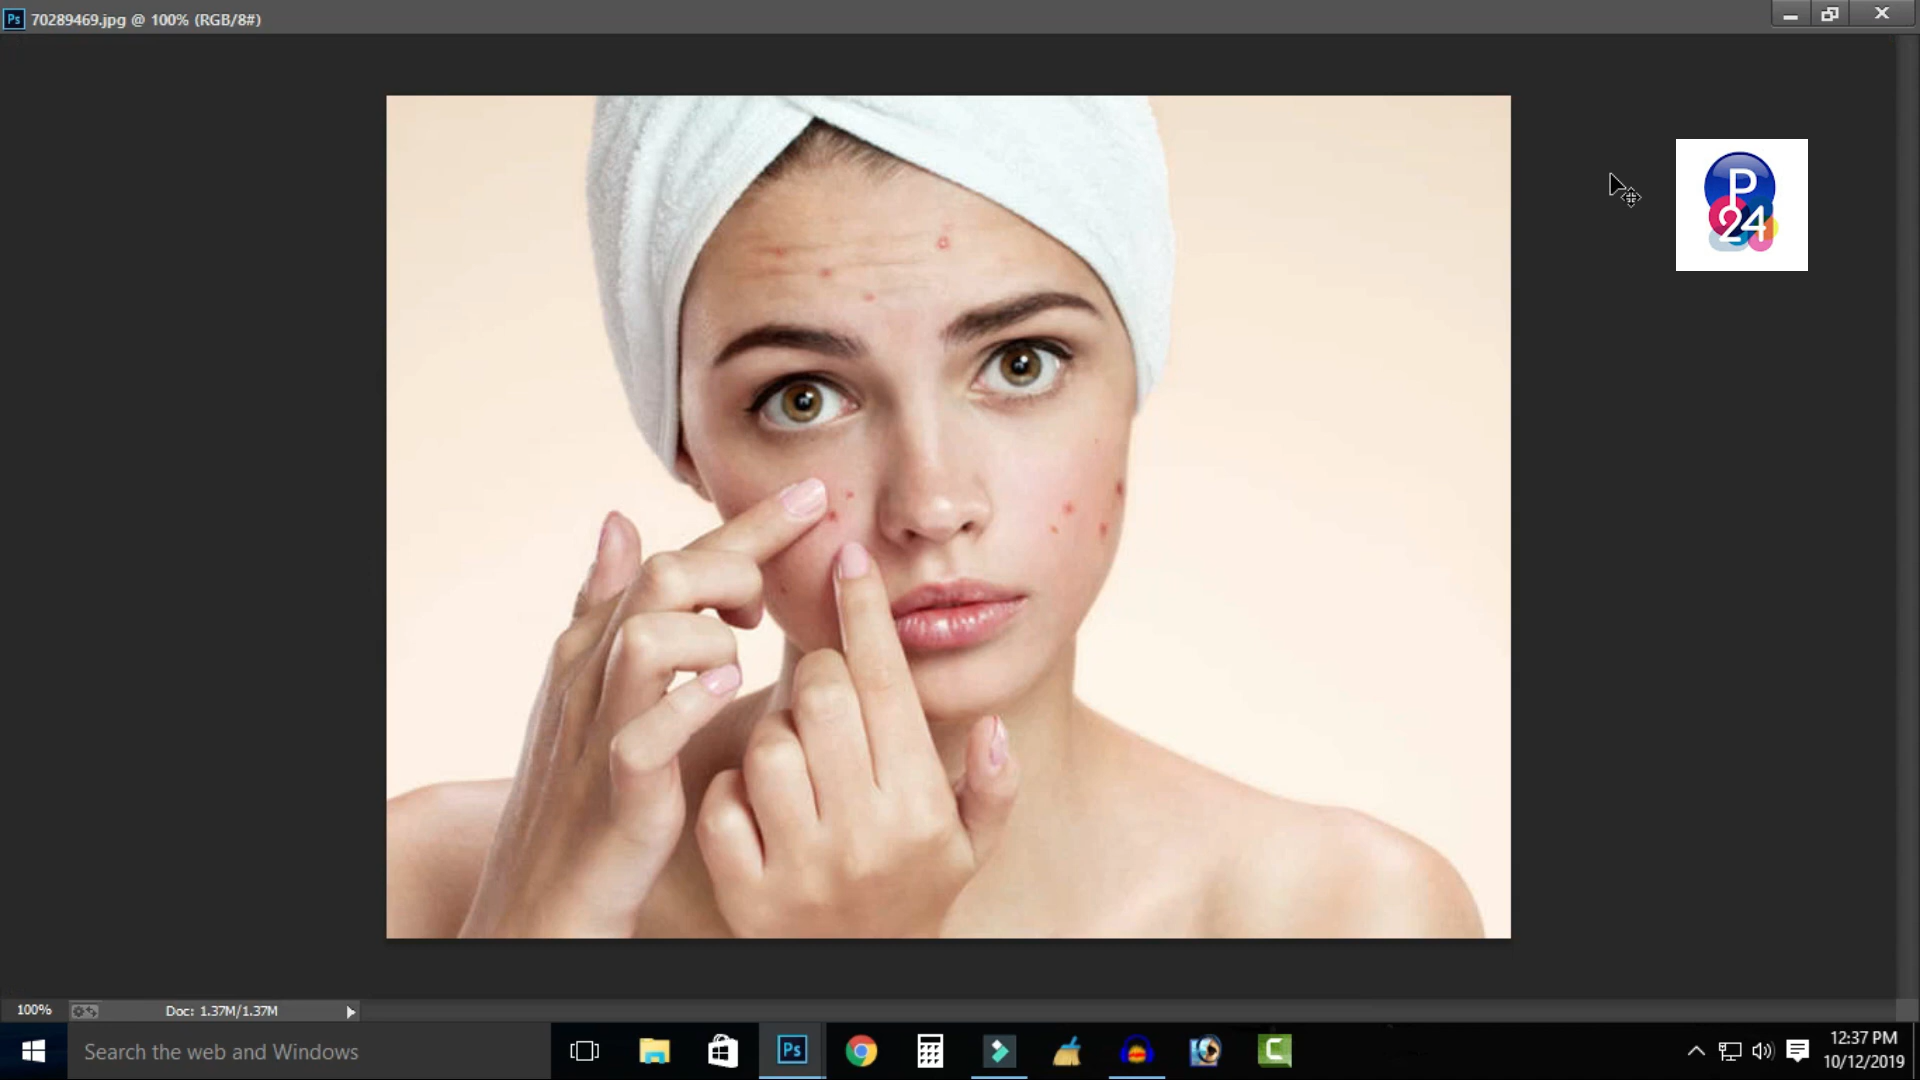 Ps 70289469.jpg @ 100% (RGB/8#)
P
24
100%
Doc: 1.37M/1.37M
Search the web and Windows
Ps
C
12:37 PM
10/12/2019